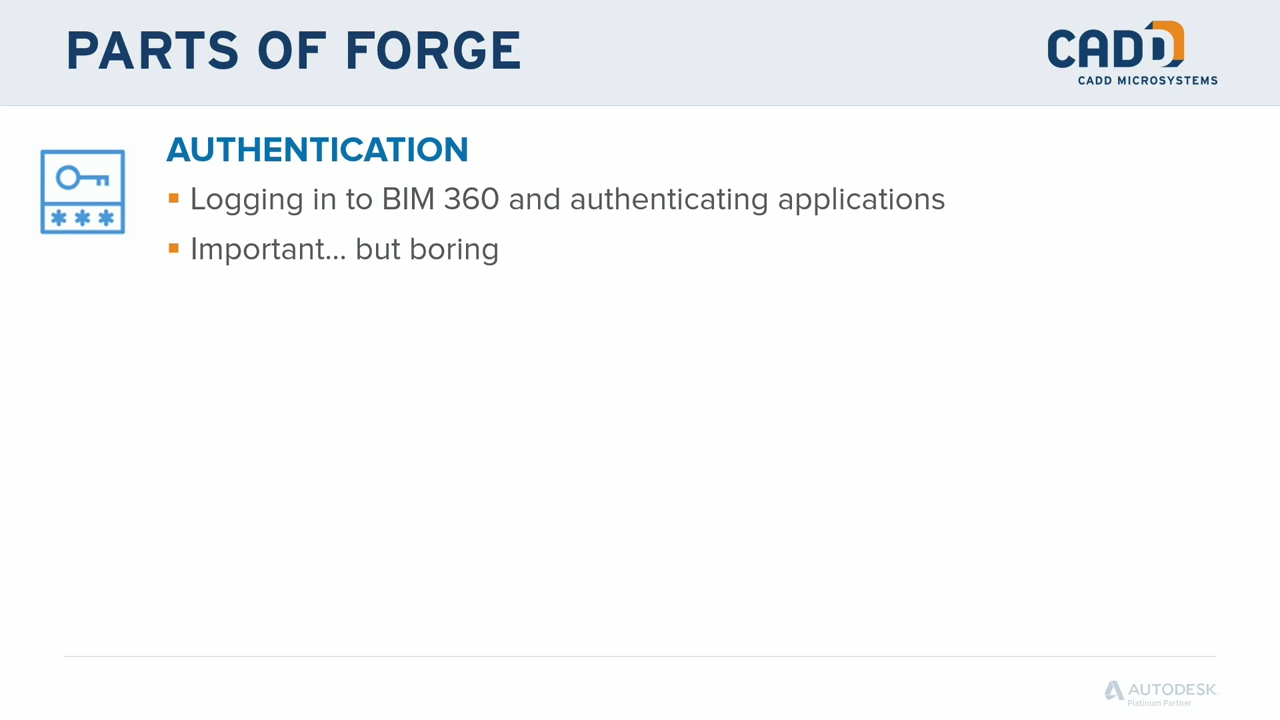 PARTS OF FORGE
CADD
CADD MICROSYSTEMS
AUTHENTICATION
▪ Logging in to BIM 360 and authenticating applications
▪ Important... but boring
***
AUTODESK.
Platinum Partner